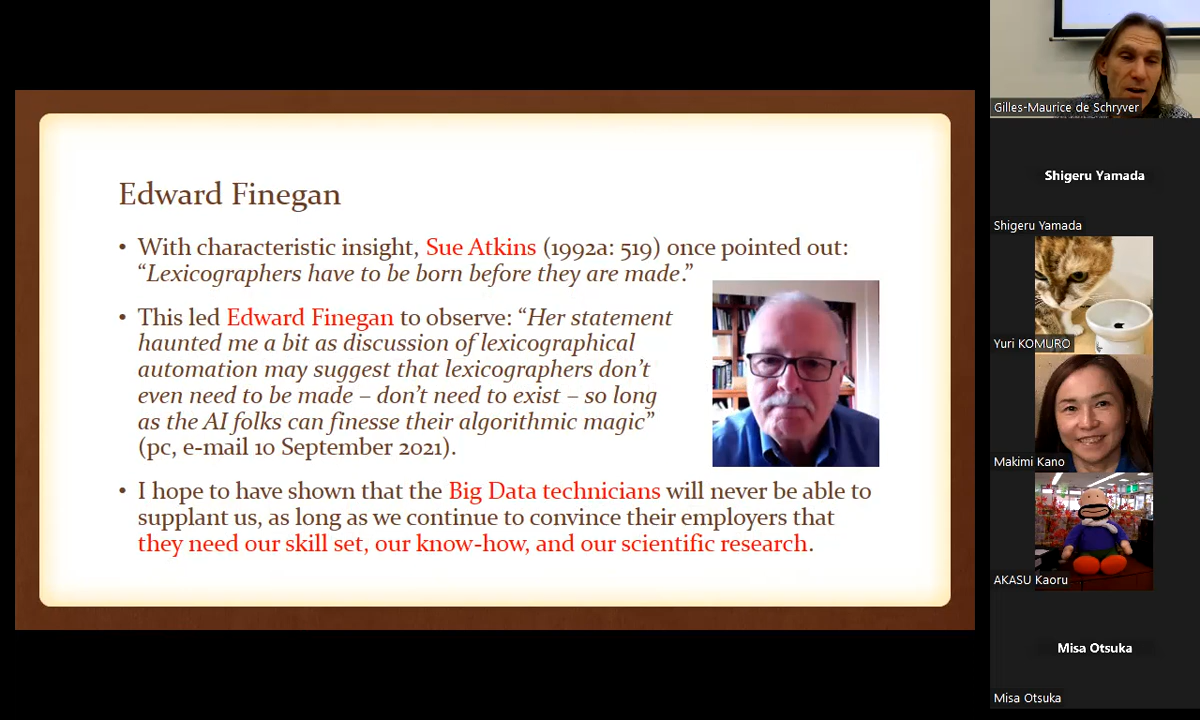 Edward Finegan
• With characteristic insight, Sue Atkins (1992a: 519) once pointed out:
“Lexicographers have to be born before they are made.”
• This led Edward Finegan to observe: “Her statement
haunted me a bit as discussion of lexicographical
automation may suggest that lexicographers don’t
even need to be made – don’t need to exist – so long
as the AI folks can finesse their algorithmic magic”
(pc, e-mail 10 September 2021).
• I hope to have shown that the Big Data technicians will never be able to
supplant us, as long as we continue to convince their employers that
they need our skill set, our know-how, and our scientific research.
Gilles-Maurice de Schryver
Shigeru Yamada
Shigeru Yamada
Yuri KOMURO
Makimi Kano
AKASU Kaoru
Misa Otsuka
Misa Otsuka